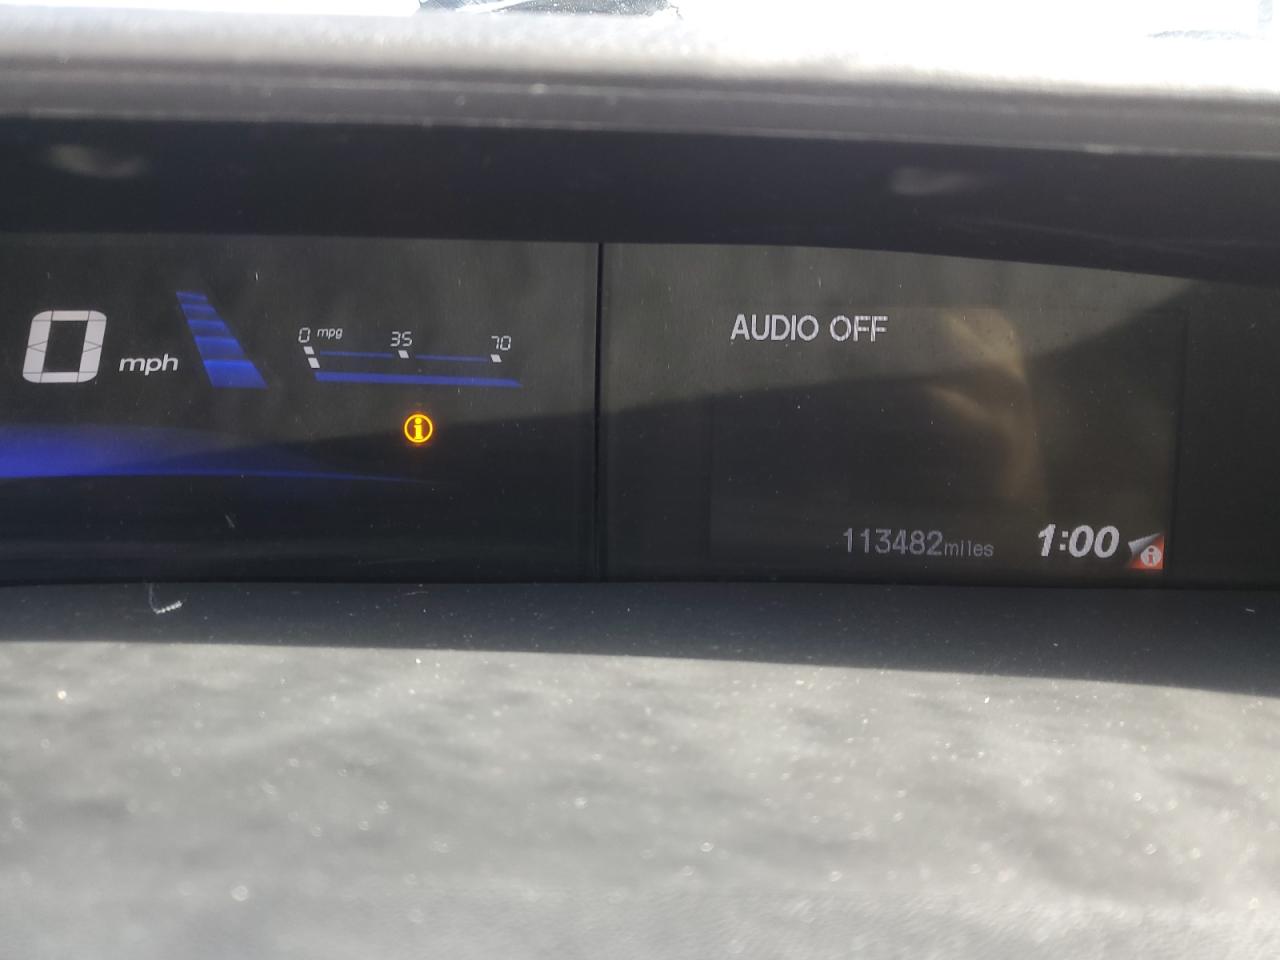 0 mph
0 mpg 35 70
i
AUDIO OFF
113482miles 1:00 i